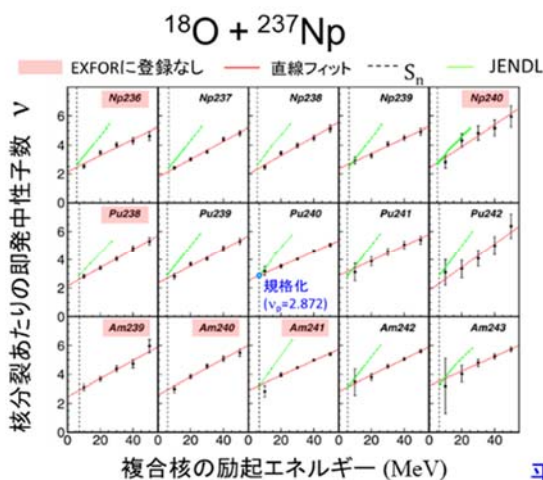 ¹⁸O + ²³⁷Np
EXFORに登録なし 直線フィット Sₙ JENDL
核分裂あたりの即発中性子数 ν
Np236 Np237 Np238 Np239 Np240
6
4
2
0
Pu238 Pu239 Pu240 Pu241 Pu242
6
4
2
0
規格化
(νₚ=2.872)
Am239 Am240 Am241 Am242 Am243
6
4
2
0
0 20 40 0 20 40 0 20 40 0 20 40 0 20 40
複合核の励起エネルギー (MeV)